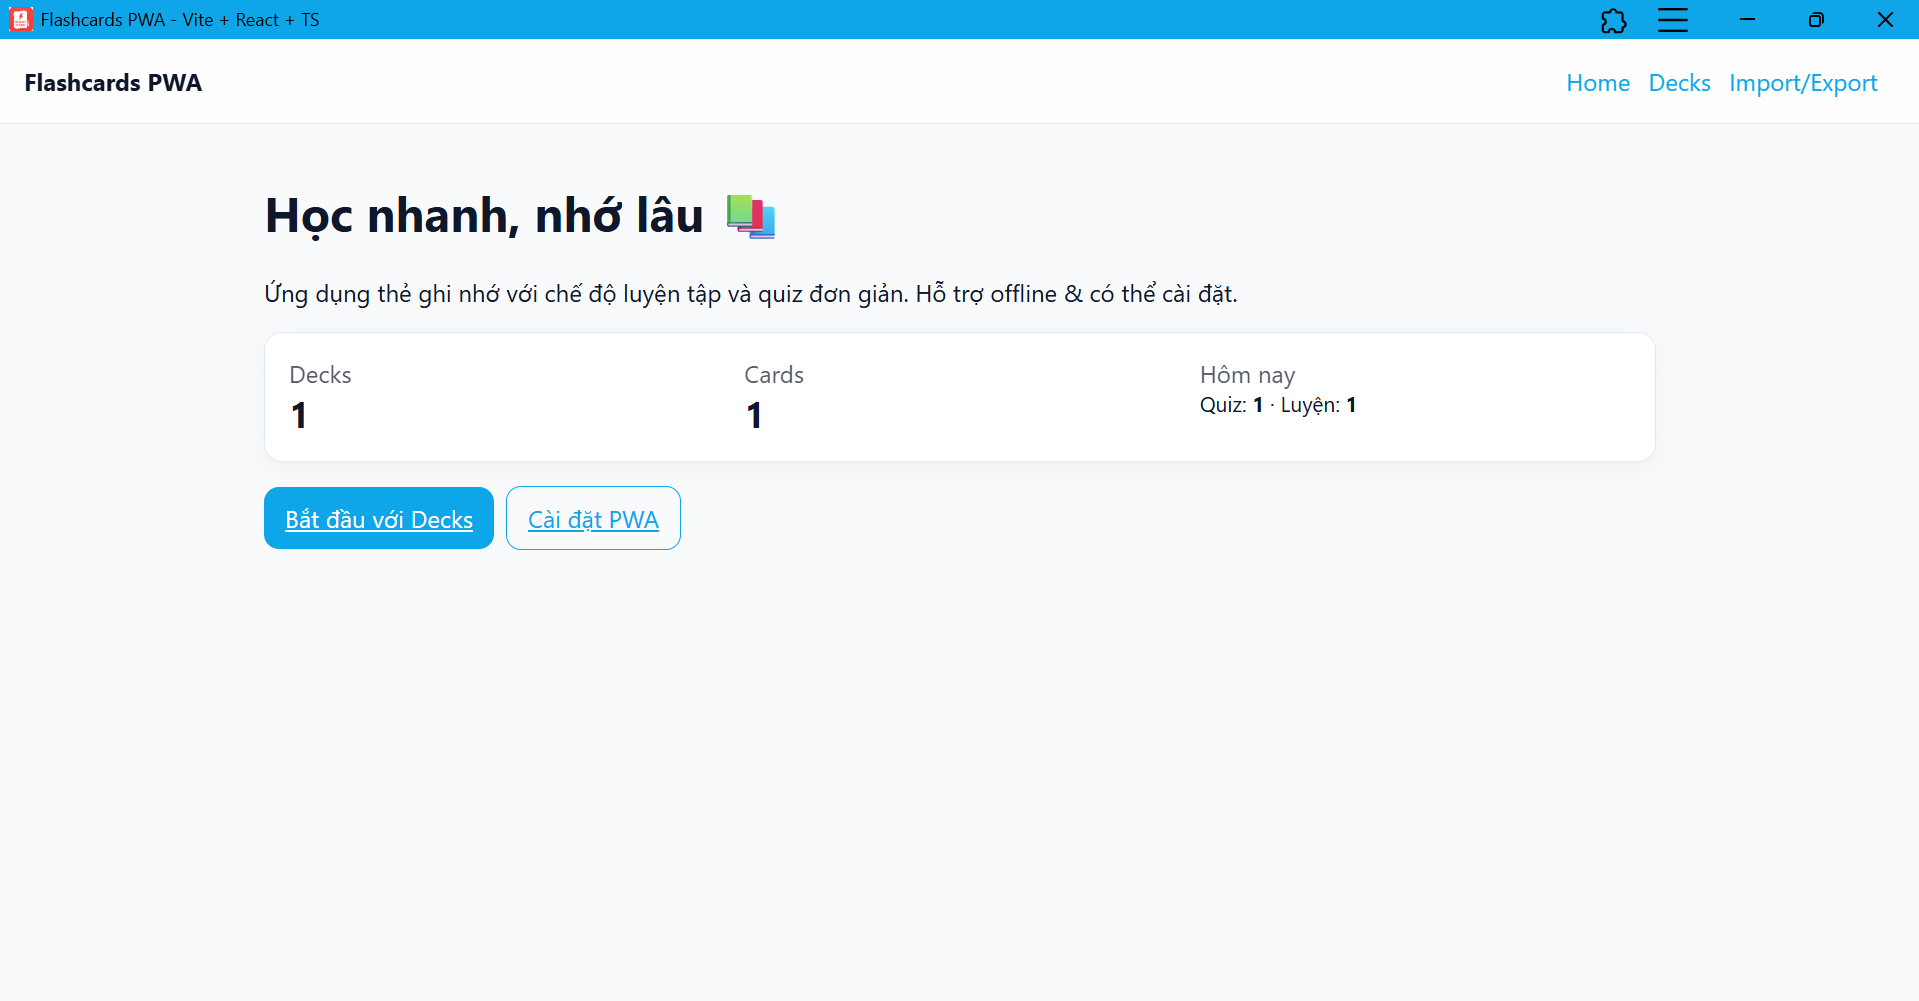 Flashcards PWA - Vite + React + TS
Flashcards PWA
Home Decks Import/Export
Học nhanh, nhớ lâu
Ứng dụng thẻ ghi nhớ với chế độ luyện tập và quiz đơn giản. Hỗ trợ offline & có thể cài đặt.
Decks
1
Cards
1
Hôm nay
Quiz: 1 · Luyện: 1
Bắt đầu với Decks
Cài đặt PWA